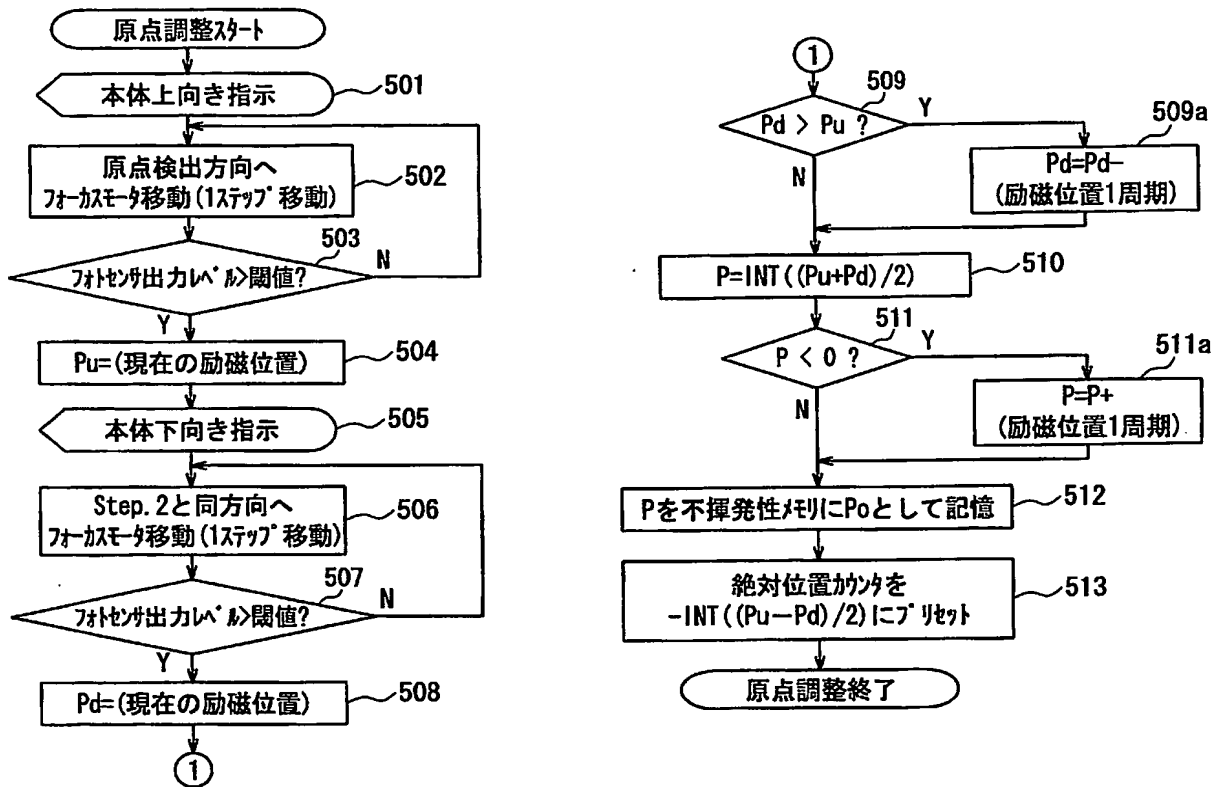 原点調整スタート
本体上向き指示
501
原点検出方向へ
フォーカスモータ移動(1ステップ移動)
502
フォトセンサ出力レベル>閾値?
503
N
Y
Pu=(現在の励磁位置)
504
本体下向き指示
505
Step.2と同方向へ
フォーカスモータ移動(1ステップ移動)
506
フォトセンサ出力レベル>閾値?
507
N
Y
Pd=(現在の励磁位置)
508
1
1
Pd > Pu ?
509
Y
N
509a
Pd=Pd-
(励磁位置1周期)
P=INT((Pu+Pd)/2)
510
P < 0 ?
511
Y
N
511a
P=P+
(励磁位置1周期)
Pを不揮発性メモリにPoとして記憶
512
絶対位置カウンタを
-INT((Pu-Pd)/2)にプリセット
513
原点調整終了